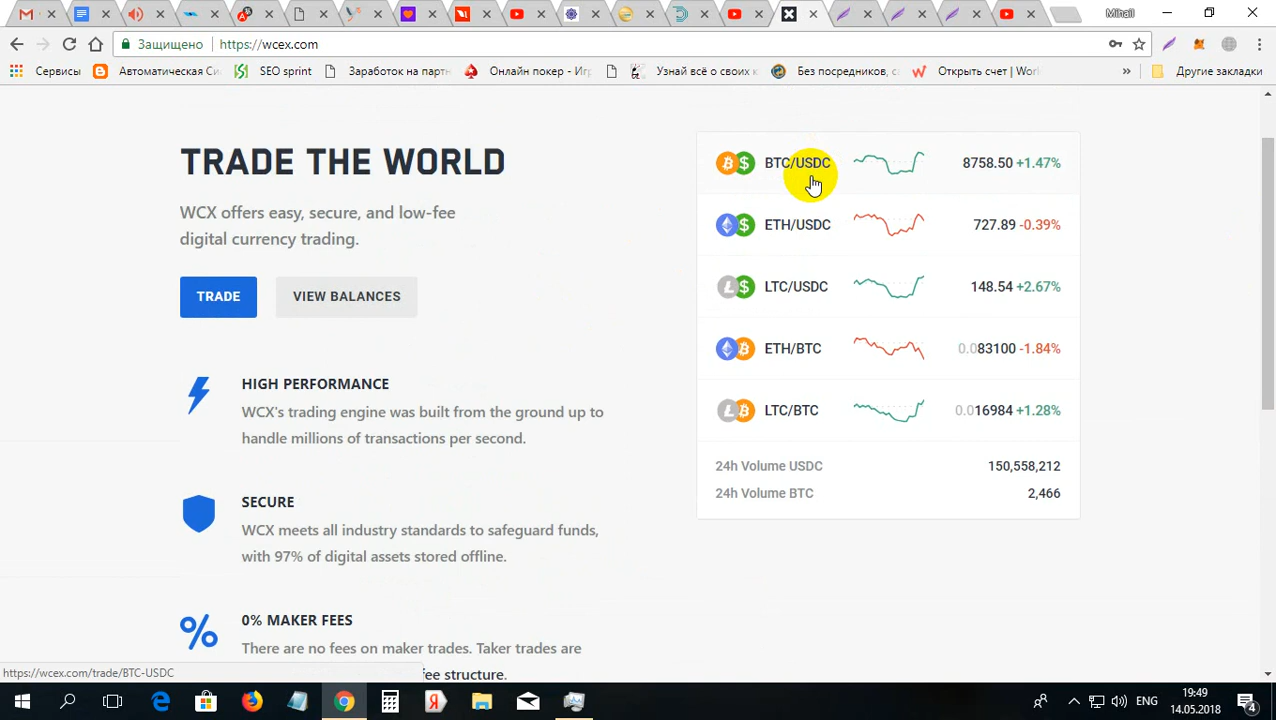 Mihail
Защищено https://wcex.com
Сервисы Автоматическая Си SEO sprint Заработок на партн Онлайн покер - Игр Узнай всё о своих к Без посредников, са Открыть счет | Worl » Другие закладки
TRADE THE WORLD
WCX offers easy, secure, and low-fee
digital currency trading.
TRADE VIEW BALANCES
HIGH PERFORMANCE
WCX's trading engine was built from the ground up to
handle millions of transactions per second.
SECURE
WCX meets all industry standards to safeguard funds,
with 97% of digital assets stored offline.
0% MAKER FEES
There are no fees on maker trades. Taker trades are
fee structure.
BTC/USDC 8758.50 +1.47%
ETH/USDC 727.89 -0.39%
LTC/USDC 148.54 +2.67%
ETH/BTC 0.083100 -1.84%
LTC/BTC 0.016984 +1.28%
24h Volume USDC 150,558,212
24h Volume BTC 2,466
https://wcex.com/trade/BTC-USDC
ENG
19:49
14.05.2018
4